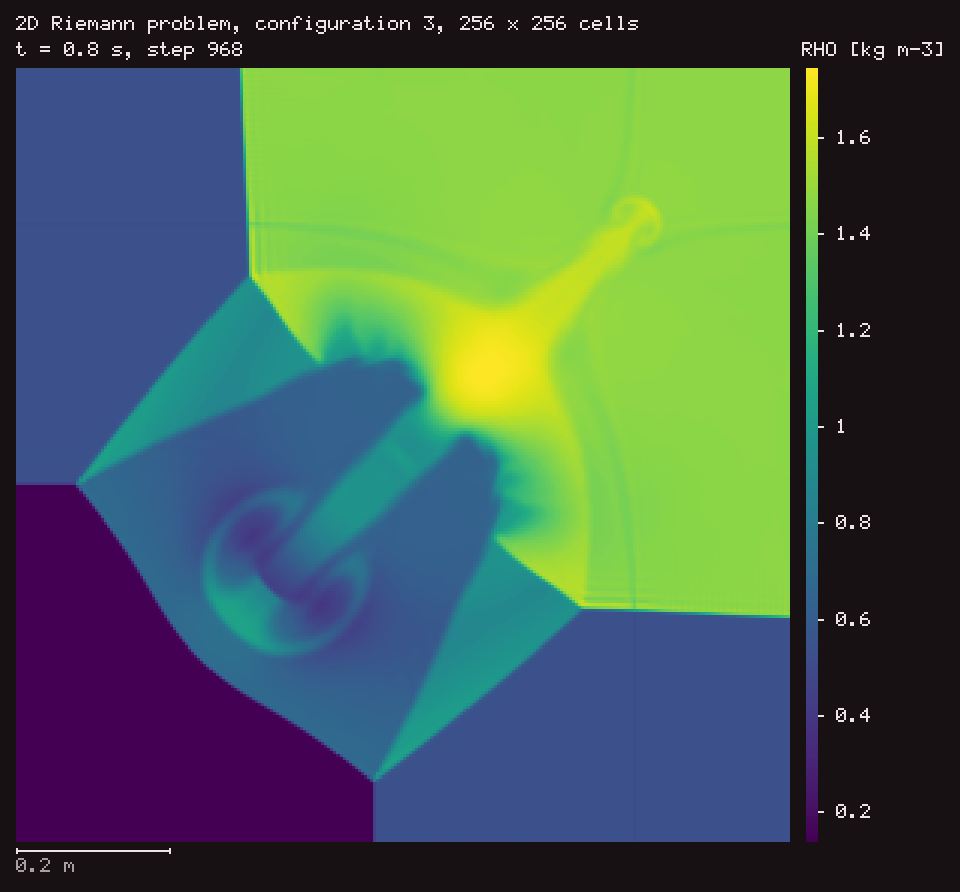 2D Riemann problem, configuration 3, 256 x 256 cells
t = 0.8 s, step 968
RHO [kg m-3]
1.6
1.4
1.2
1
0.8
0.6
0.4
0.2
0.2 m